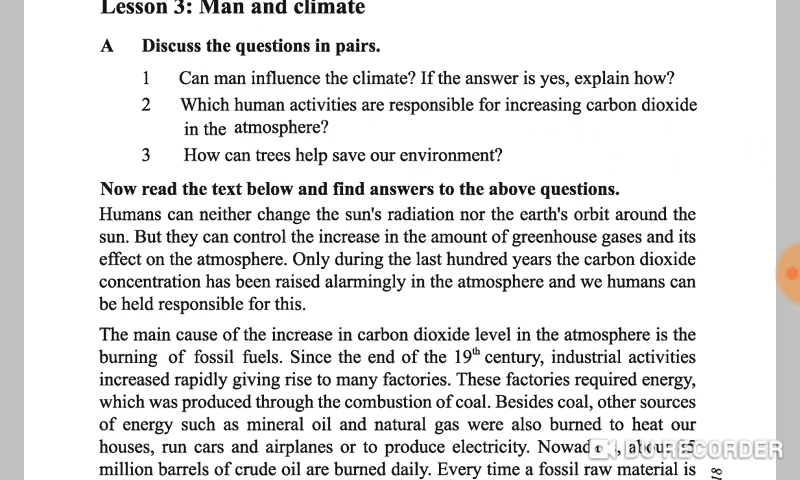 Lesson 3: Man and climate
A Discuss the questions in pairs.
1 Can man influence the climate? If the answer is yes, explain how?
2 Which human activities are responsible for increasing carbon dioxide
in the atmosphere?
3 How can trees help save our environment?
Now read the text below and find answers to the above questions.
Humans can neither change the sun's radiation nor the earth's orbit around the
sun. But they can control the increase in the amount of greenhouse gases and its
effect on the atmosphere. Only during the last hundred years the carbon dioxide
concentration has been raised alarmingly in the atmosphere and we humans can
be held responsible for this.
The main cause of the increase in carbon dioxide level in the atmosphere is the
burning of fossil fuels. Since the end of the 19th century, industrial activities
increased rapidly giving rise to many factories. These factories required energy,
which was produced through the combustion of coal. Besides coal, other sources
of energy such as mineral oil and natural gas were also burned to heat our
houses, run cars and airplanes or to produce electricity. about
million barrels of crude oil are burned daily. Every time a fossil raw material is
18
DU RECORDER